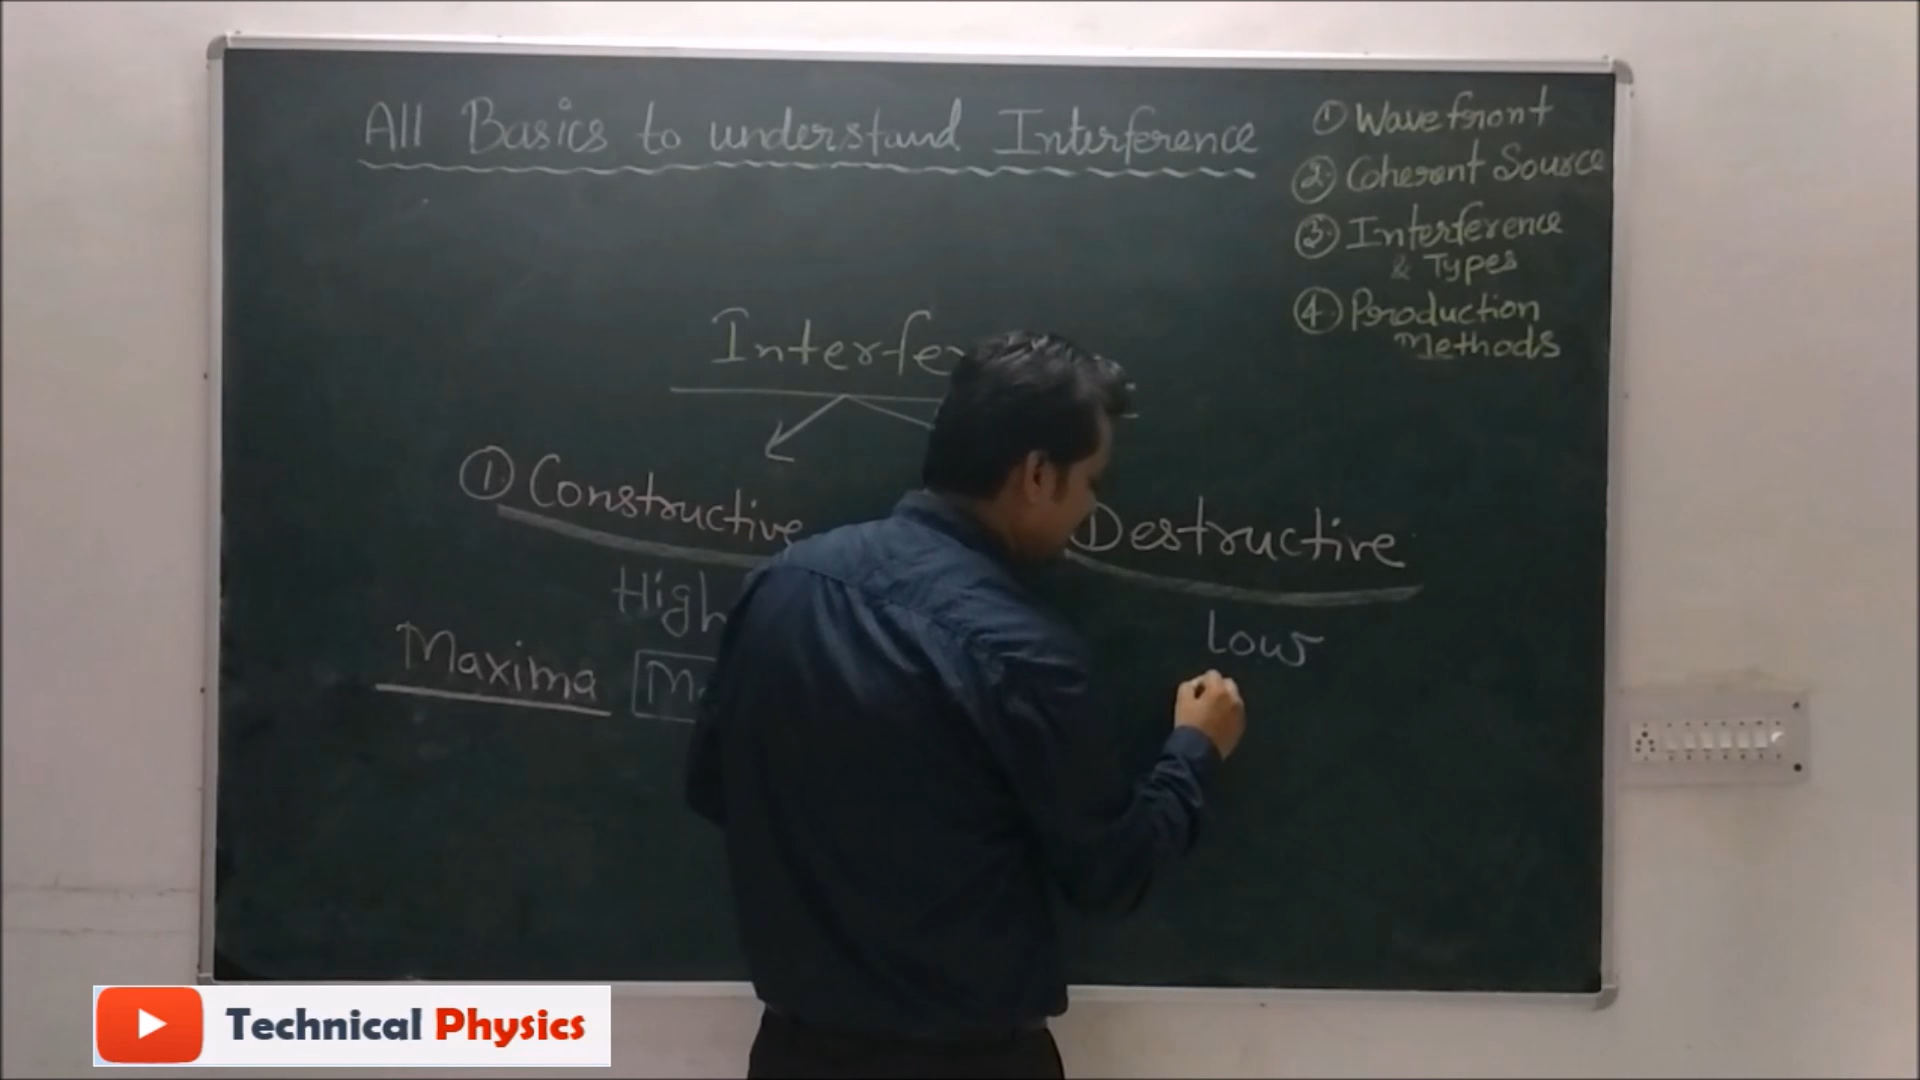 All Basics to understand Interference
① Wavefront
② Coherent Source
③ Interference
& Types
④ Production
Methods
① Constructive
Destructive
High
Low
Maxima
Technical Physics